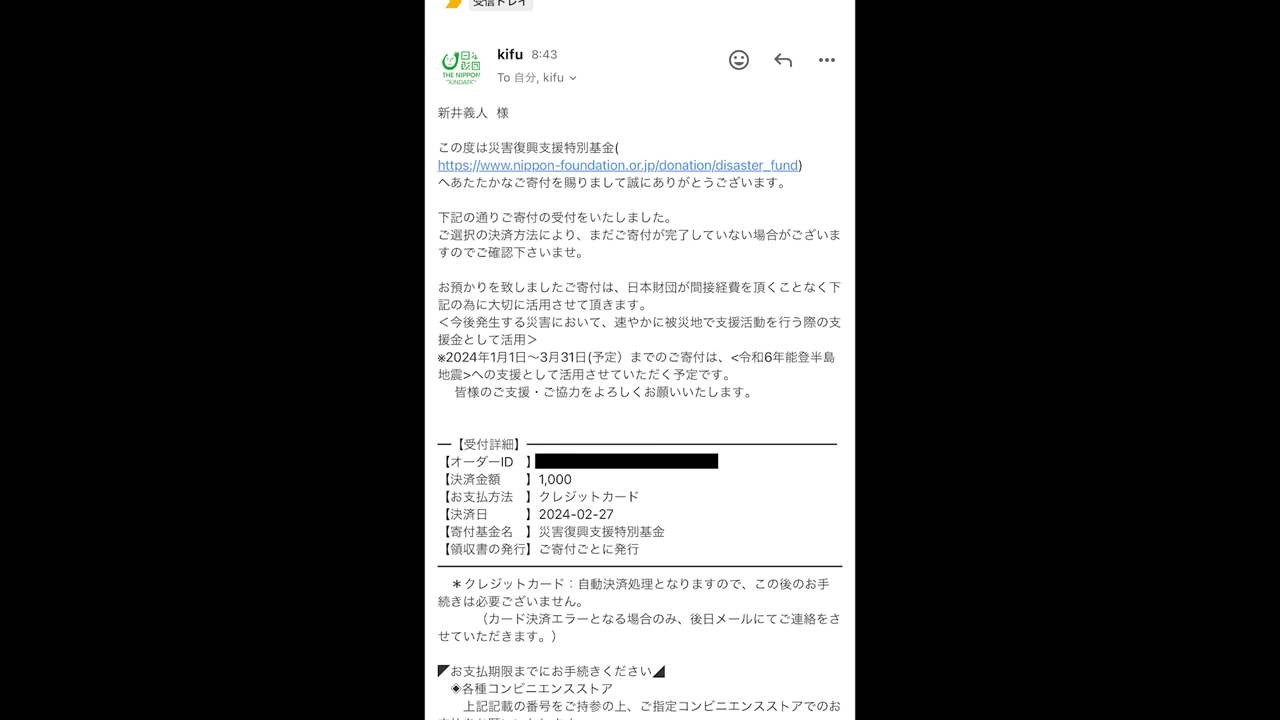 受信トレイ
日本
財団
THE NIPPON
FOUNDATION
kifu 8:43
To 自分, kifu
新井義人 様
この度は災害復興支援特別基金(
https://www.nippon-foundation.or.jp/donation/disaster_fund)
へあたたかなご寄付を賜りまして誠にありがとうございます。
下記の通りご寄付の受付をいたしました。
ご選択の決済方法により、まだご寄付が完了していない場合がございま
すのでご確認下さいませ。
お預かりを致しましたご寄付は、日本財団が間接経費を頂くことなく下
記の為に大切に活用させて頂きます。
＜今後発生する災害において、速やかに被災地で支援活動を行う際の支
援金として活用＞
※2024年1月1日～3月31日(予定）までのご寄付は、<令和6年能登半島
地震>への支援として活用させていただく予定です。
皆様のご支援・ご協力をよろしくお願いいたします。
【受付詳細】
【オーダーID 】
【決済金額 】1,000
【お支払方法 】クレジットカード
【決済日 】2024-02-27
【寄付基金名 】災害復興支援特別基金
【領収書の発行】ご寄付ごとに発行
＊クレジットカード：自動決済処理となりますので、この後のお手
続きは必要ございません。
（カード決済エラーとなる場合のみ、後日メールにてご連絡をさ
せていただきます。）
◤お支払期限までにお手続きください◢
◈各種コンビニエンスストア
上記記載の番号をご持参の上、ご指定コンビニエンスストアでのお